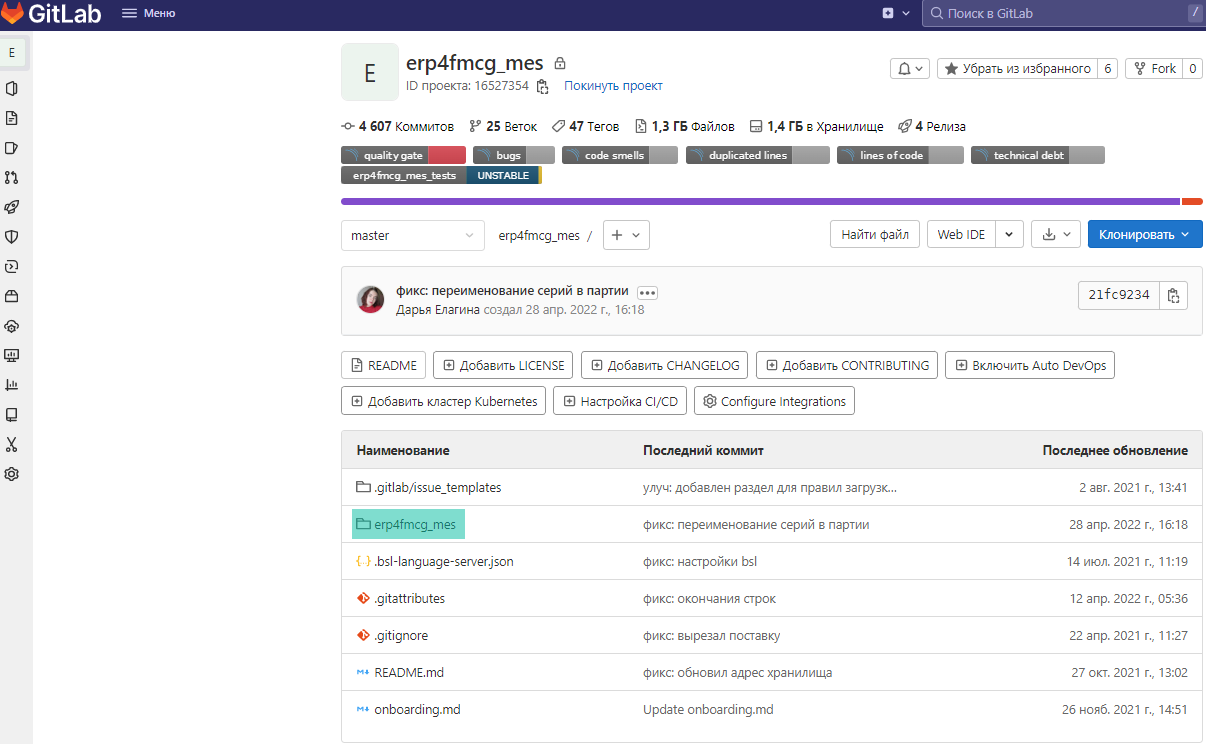 GitLab Меню Поиск в GitLab /
E
E erp4fmcg_mes Убрать из избранного 6 Fork 0
ID проекта: 16527354 Покинуть проект
4 607 Коммитов 25 Веток 47 Тегов 1,3 ГБ Файлов 1,4 ГБ в Хранилище 4 Релиза
quality gate bugs code smells duplicated lines lines of code technical debt
erp4fmcg_mes_tests UNSTABLE
master erp4fmcg_mes / + Найти файл Web IDE Клонировать
фикс: переименование серий в партии 21fc9234
Дарья Елагина создал 28 апр. 2022 г., 16:18
README Добавить LICENSE Добавить CHANGELOG Добавить CONTRIBUTING Включить Auto DevOps
Добавить кластер Kubernetes Настройка CI/CD Configure Integrations
Наименование Последний коммит Последнее обновление
.gitlab/issue_templates улуч: добавлен раздел для правил загрузк... 2 авг. 2021 г., 13:41
erp4fmcg_mes фикс: переименование серий в партии 28 апр. 2022 г., 16:18
.bsl-language-server.json фикс: настройки bsl 14 июл. 2021 г., 11:19
.gitattributes фикс: окончания строк 12 апр. 2022 г., 05:36
.gitignore фикс: вырезал поставку 22 апр. 2021 г., 11:27
README.md фикс: обновил адрес хранилища 27 окт. 2021 г., 13:02
onboarding.md Update onboarding.md 26 нояб. 2021 г., 14:51